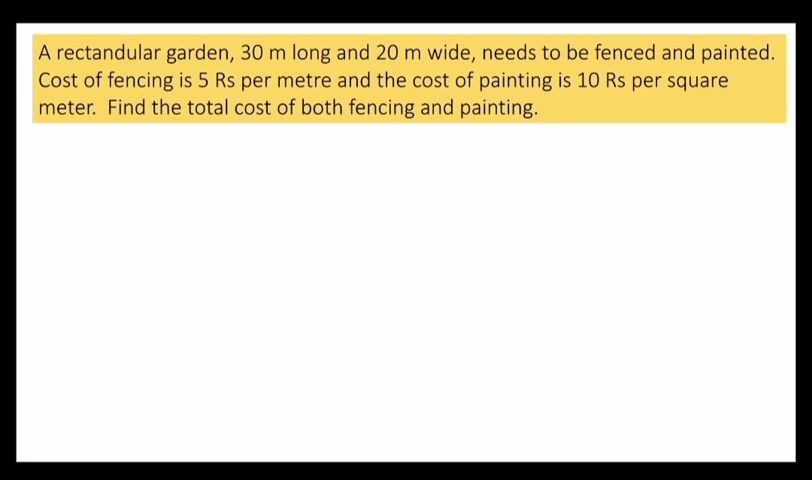 A rectandular garden, 30 m long and 20 m wide, needs to be fenced and painted.
Cost of fencing is 5 Rs per metre and the cost of painting is 10 Rs per square
meter.  Find the total cost of both fencing and painting.